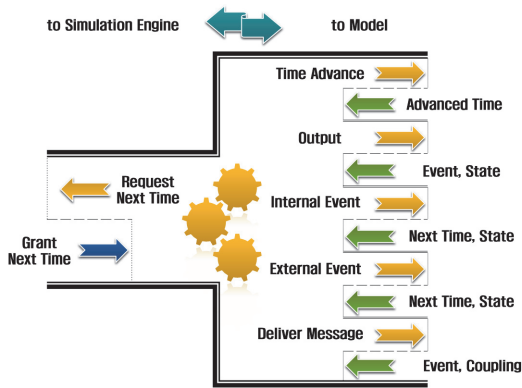 to Simulation Engine
to Model
Time Advance
Advanced Time
Output
Event, State
Request
Next Time
Internal Event
Grant
Next Time
Next Time, State
External Event
Next Time, State
Deliver Message
Event, Coupling